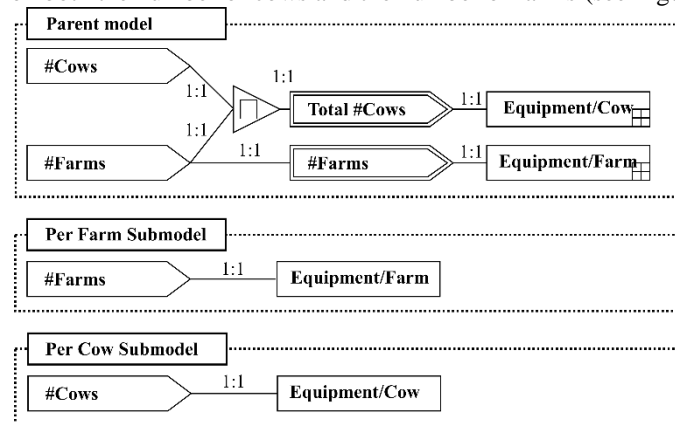 Parent model
#Cows
1:1
1:1
Total #Cows
1:1
Equipment/Cow
1:1
#Farms
1:1
#Farms
1:1
Equipment/Farm
Per Farm Submodel
#Farms
1:1
Equipment/Farm
Per Cow Submodel
#Cows
1:1
Equipment/Cow